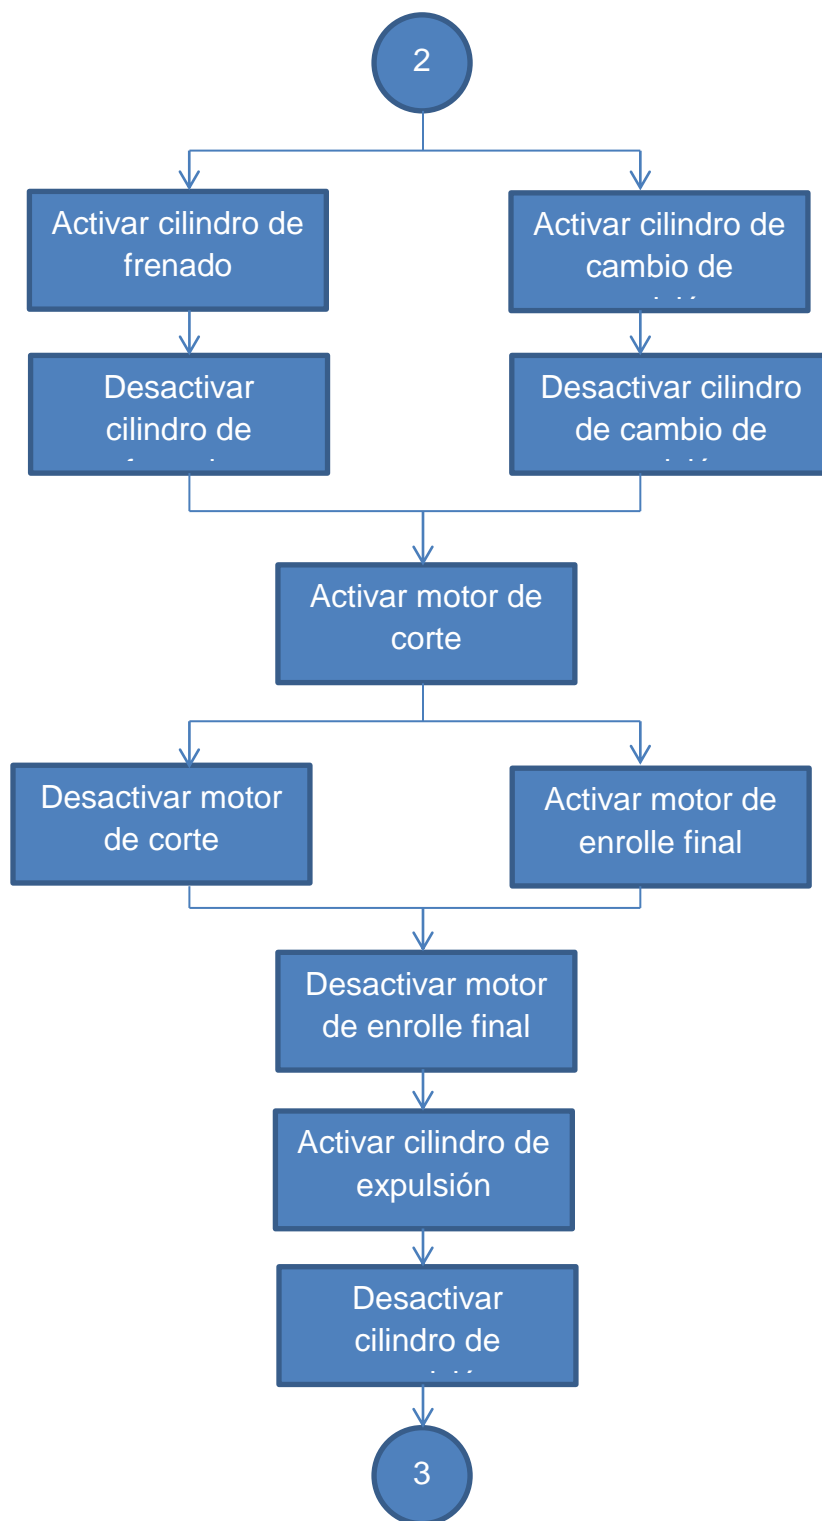 2
Activar cilindro de
frenado
Activar cilindro de
cambio de
Desactivar
cilindro de
Desactivar cilindro
de cambio de
Activar motor de
corte
Desactivar motor
de corte
Activar motor de
enrolle final
Desactivar motor
de enrolle final
Activar cilindro de
expulsión
Desactivar
cilindro de
3